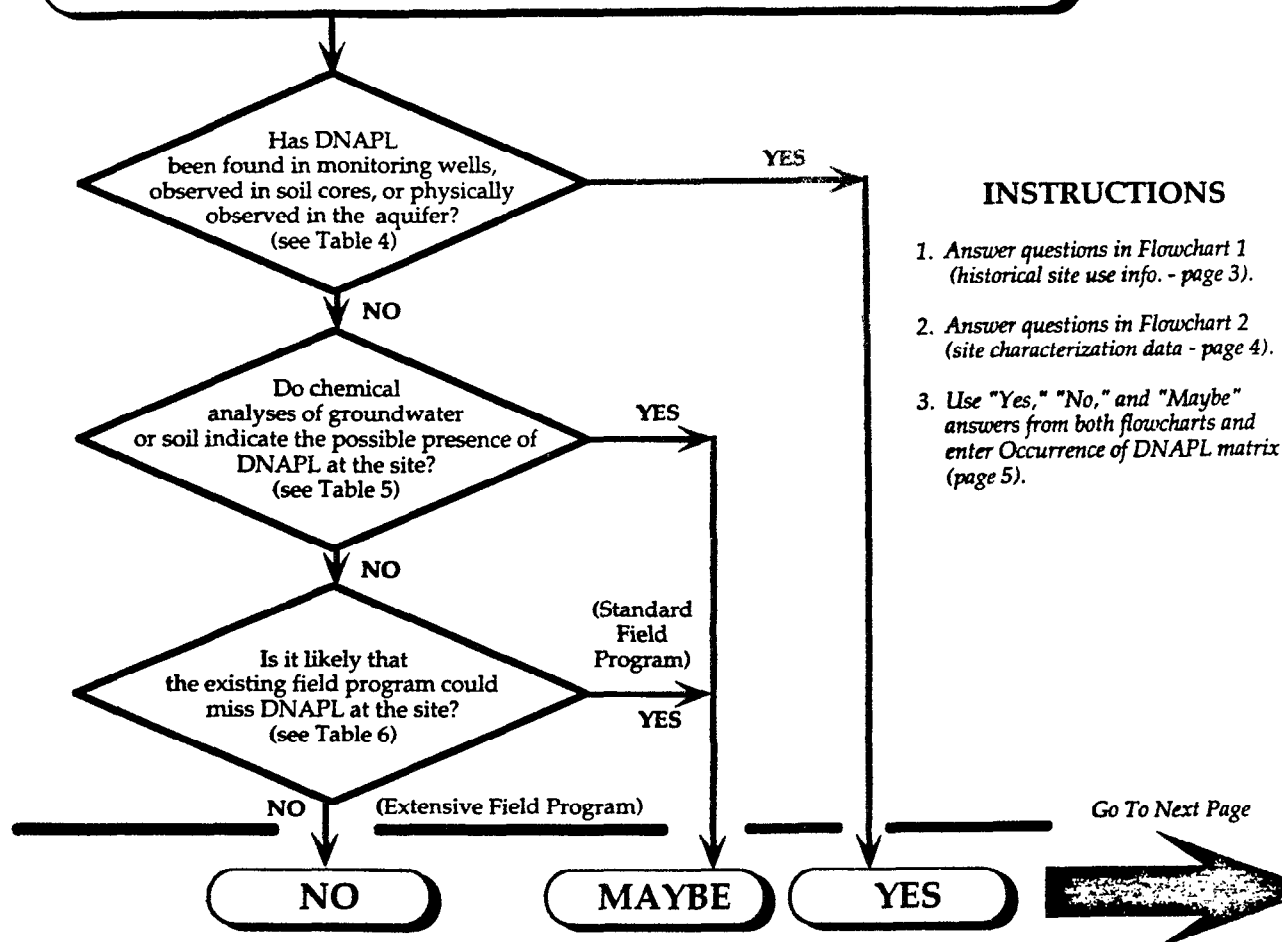 Has DNAPL
been found in monitoring wells,
observed in soil cores, or physically
observed in the aquifer?
(see Table 4)
YES
NO
Do chemical
analyses of groundwater
or soil indicate the possible presence of
DNAPL at the site?
(see Table 5)
YES
NO
Is it likely that
the existing field program could
miss DNAPL at the site?
(see Table 6)
(Standard
Field
Program)
YES
NO
(Extensive Field Program)
NO
MAYBE
YES
INSTRUCTIONS
1. Answer questions in Flowchart 1
(historical site use info. - page 3).
2. Answer questions in Flowchart 2
(site characterization data - page 4).
3. Use "Yes," "No," and "Maybe"
answers from both flowcharts and
enter Occurrence of DNAPL matrix
(page 5).
Go To Next Page